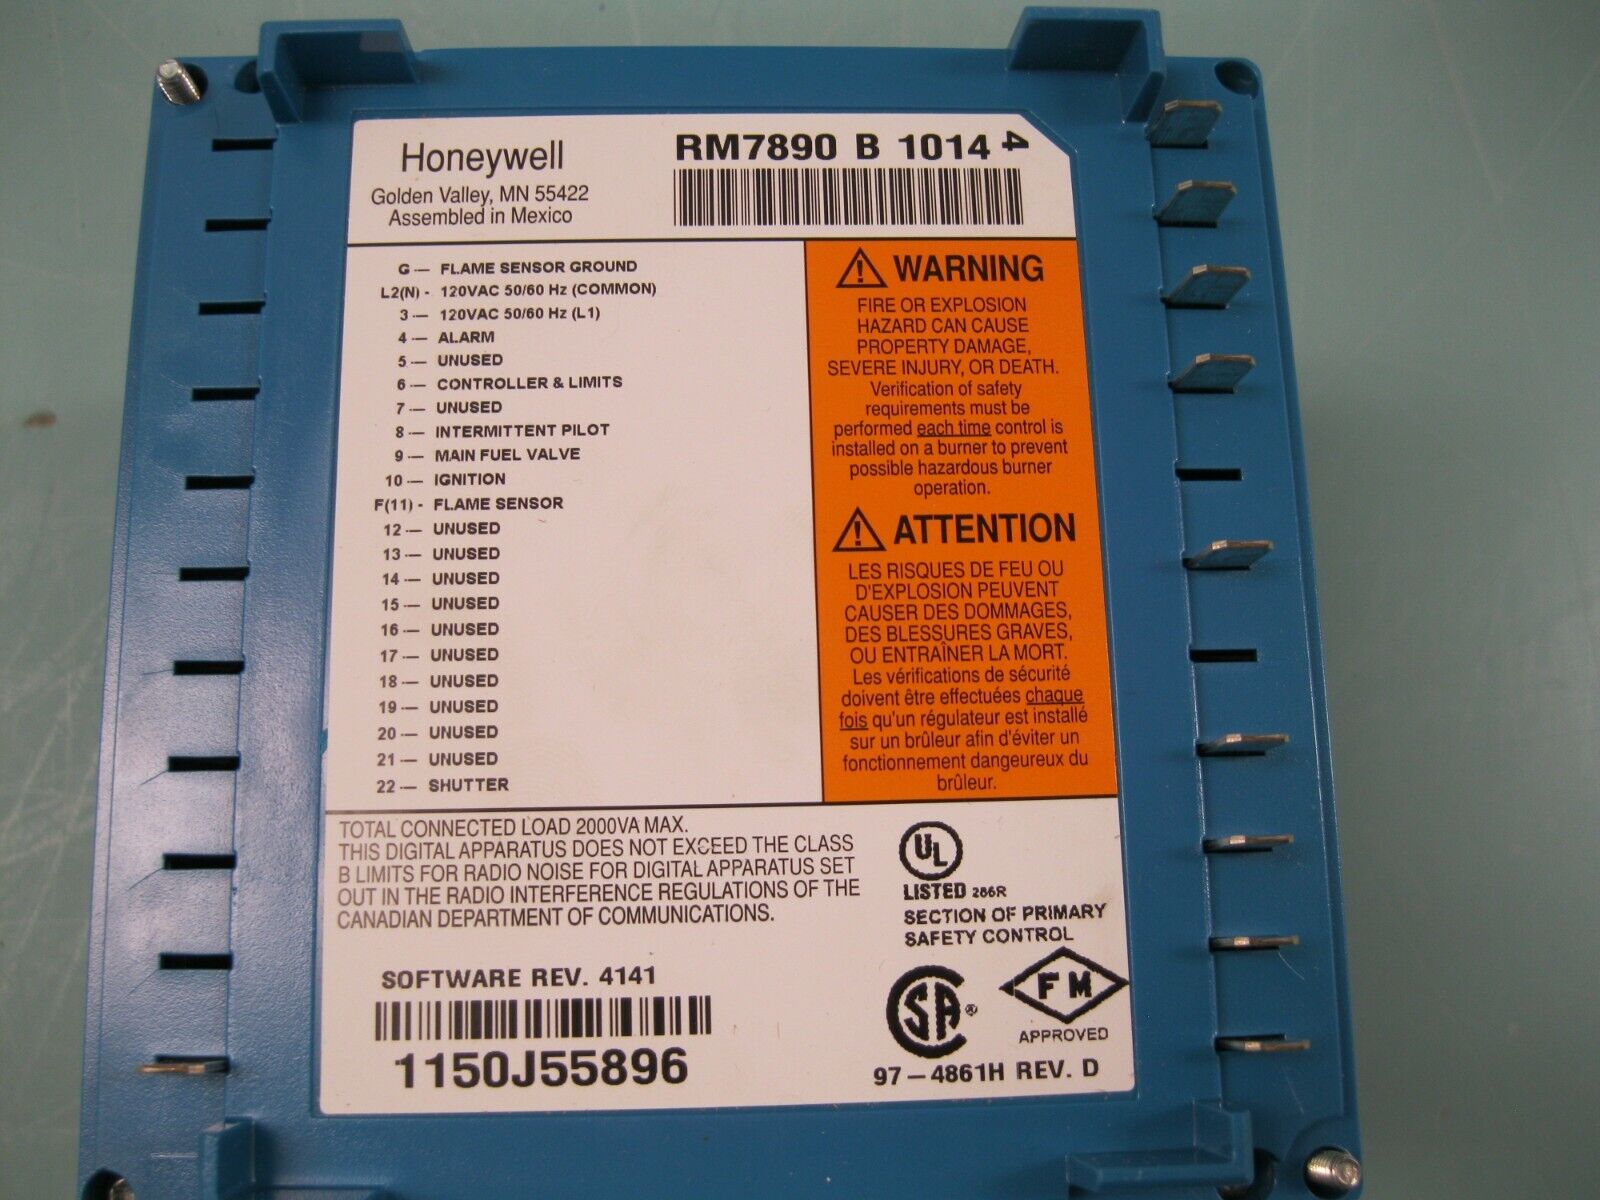 Honeywell
Golden Valley, MN 55422
Assembled in Mexico
RM7890 B 1014 4
G — FLAME SENSOR GROUND
L2(N) - 120VAC 50/60 Hz (COMMON)
3 — 120VAC 50/60 Hz (L1)
4 — ALARM
5 — UNUSED
6 — CONTROLLER & LIMITS
7 — UNUSED
8 — INTERMITTENT PILOT
9 — MAIN FUEL VALVE
10 — IGNITION
F(11) - FLAME SENSOR
12 — UNUSED
13 — UNUSED
14 — UNUSED
15 — UNUSED
16 — UNUSED
17 — UNUSED
18 — UNUSED
19 — UNUSED
20 — UNUSED
21 — UNUSED
22 — SHUTTER
WARNING
FIRE OR EXPLOSION
HAZARD CAN CAUSE
PROPERTY DAMAGE,
SEVERE INJURY, OR DEATH.
Verification of safety
requirements must be
performed each time control is
installed on a burner to prevent
possible hazardous burner
operation.
ATTENTION
LES RISQUES DE FEU OU
D'EXPLOSION PEUVENT
CAUSER DES DOMMAGES,
DES BLESSURES GRAVES,
OU ENTRAÎNER LA MORT.
Les vérifications de sécurité
doivent être effectuées chaque
fois qu'un régulateur est installé
sur un brûleur afin d'éviter un
fonctionnement dangeureux du
brûleur.
TOTAL CONNECTED LOAD 2000VA MAX.
THIS DIGITAL APPARATUS DOES NOT EXCEED THE CLASS
B LIMITS FOR RADIO NOISE FOR DIGITAL APPARATUS SET
OUT IN THE RADIO INTERFERENCE REGULATIONS OF THE
CANADIAN DEPARTMENT OF COMMUNICATIONS.
SOFTWARE REV. 4141
1150J55896
UL
LISTED 286R
SECTION OF PRIMARY
SAFETY CONTROL
SA ®
FM
APPROVED
97-4861H REV. D